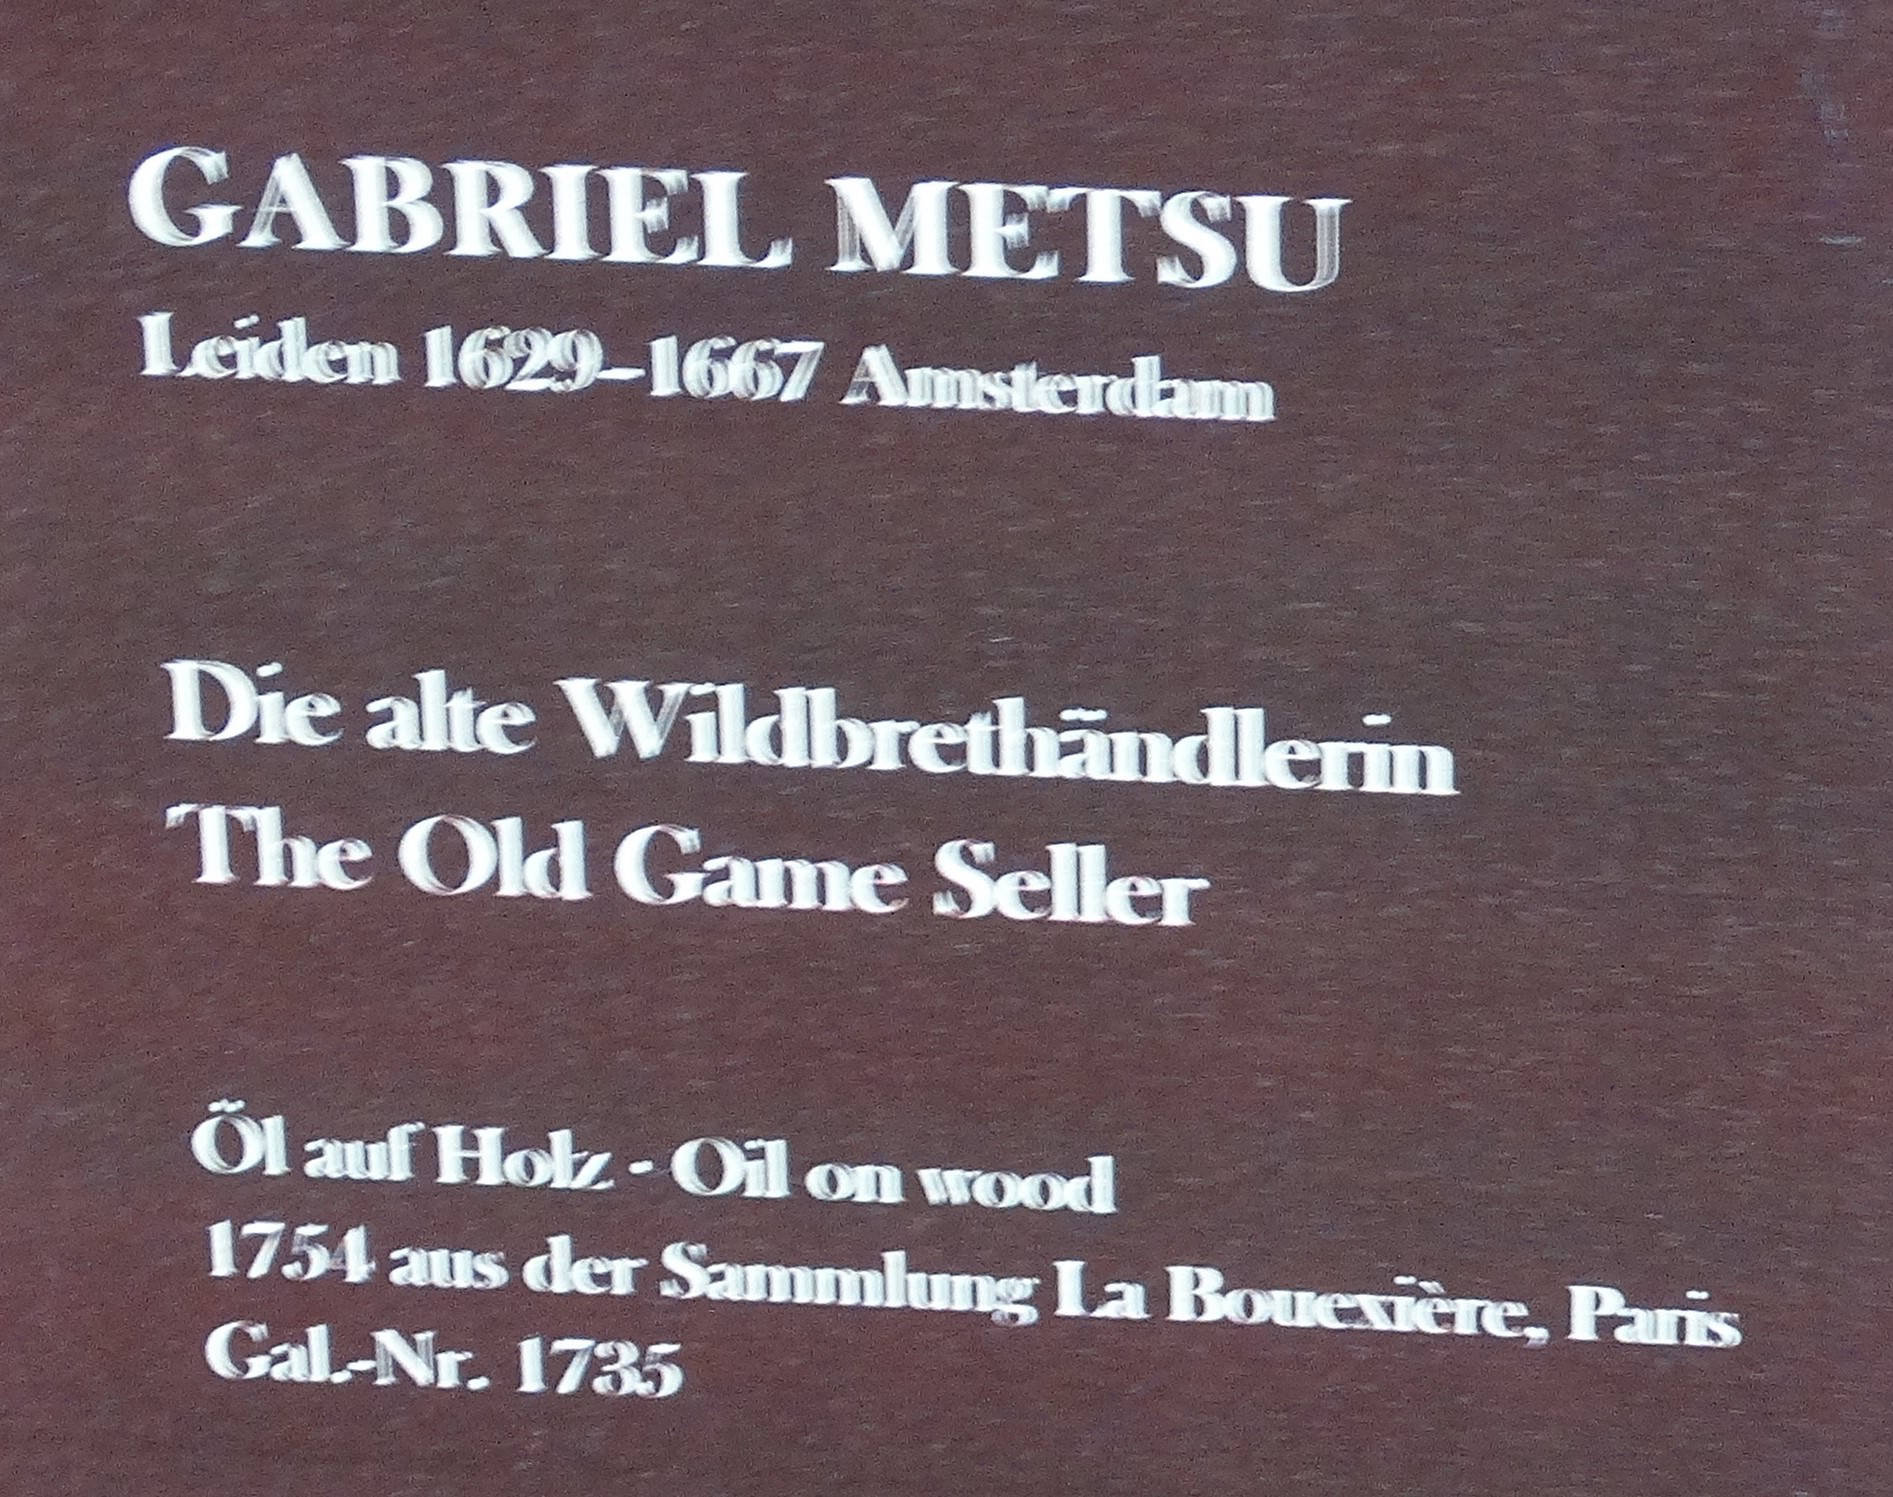 GABRIEL METSU
Leiden 1629–1667 Amsterdam
Die alte Wildbrethändlerin
The Old Game Seller
Öl auf Holz - Oil on wood
1754 aus der Sammlung La Bouexière, Paris
Gal.-Nr. 1735